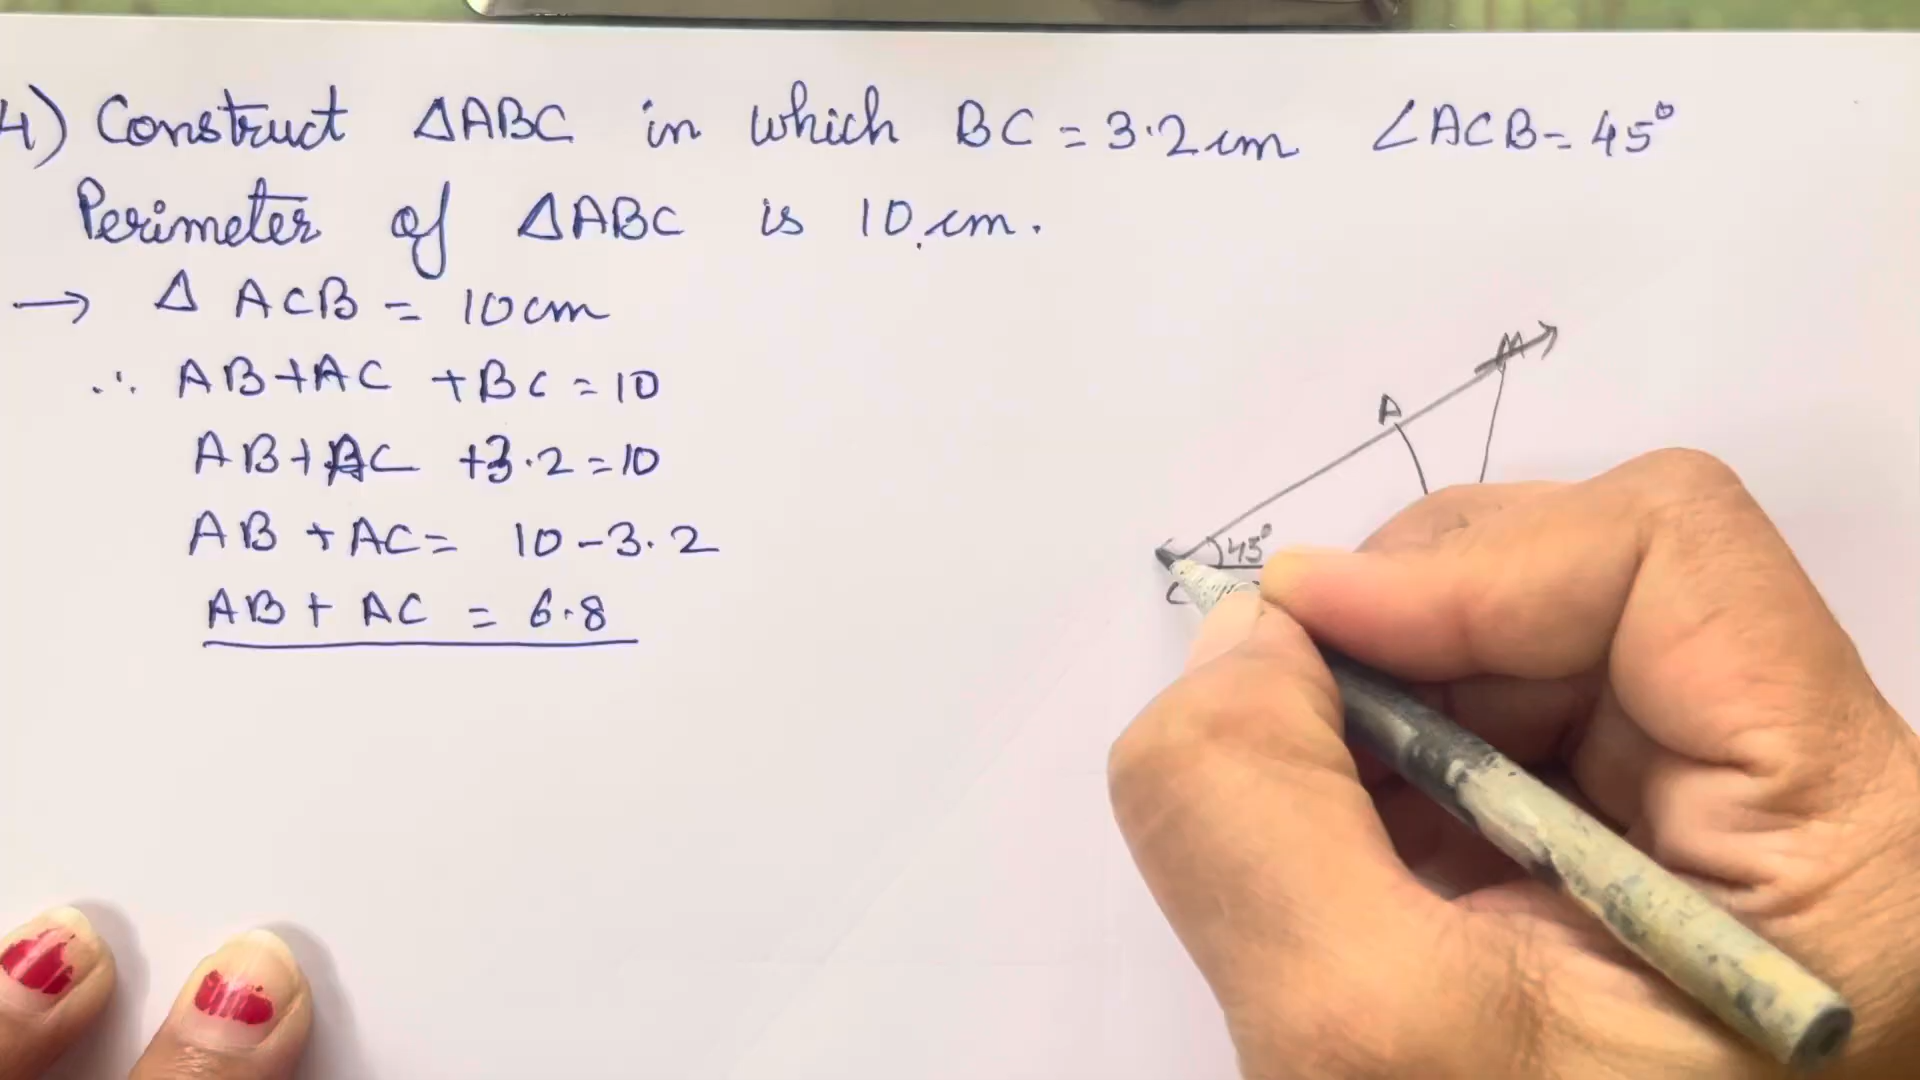 4) Construct ΔABC in which BC = 3.2 cm ∠ACB = 45°
Perimeter of ΔABC is 10 cm.
→ Δ ACB = 10 cm
∴ AB + AC + BC = 10
AB + AC + 3.2 = 10
AB + AC = 10 - 3.2
AB + AC = 6.8
M
A
45°
C